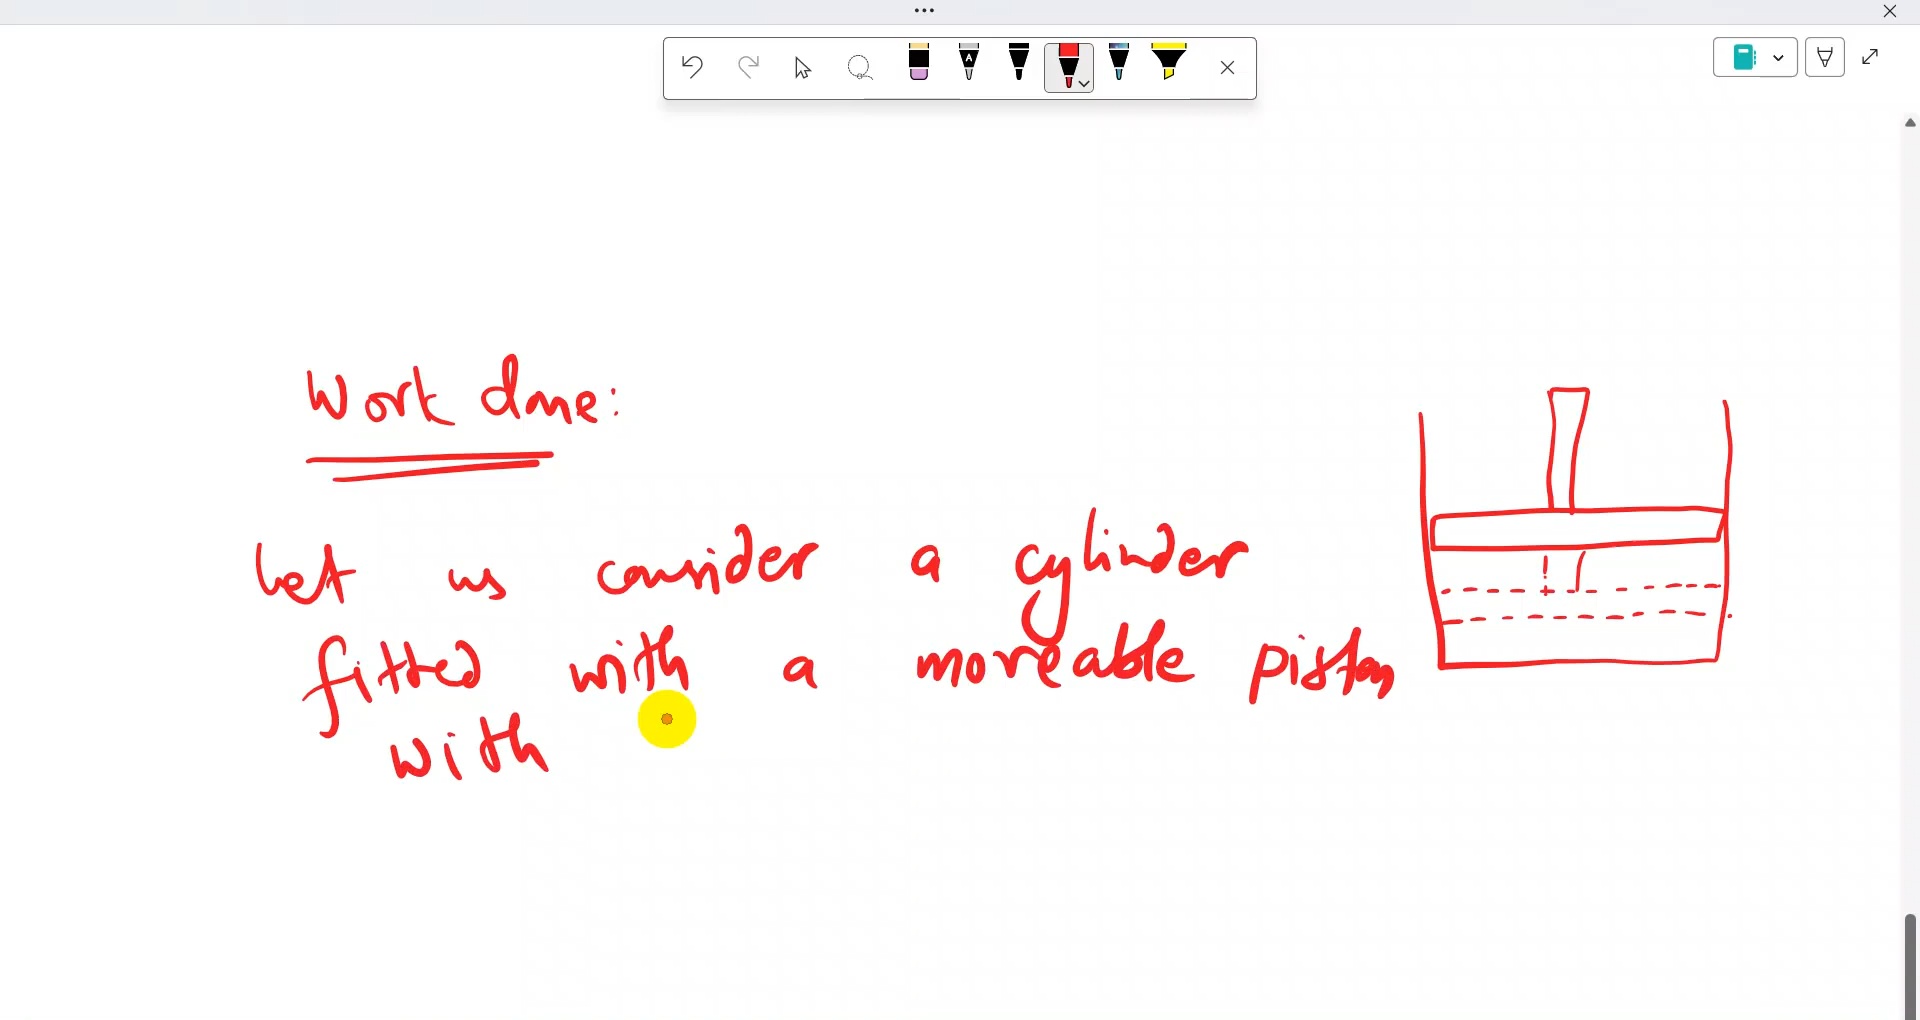 Work done:
Let us consider a cylinder
fitted with a moveable piston
with